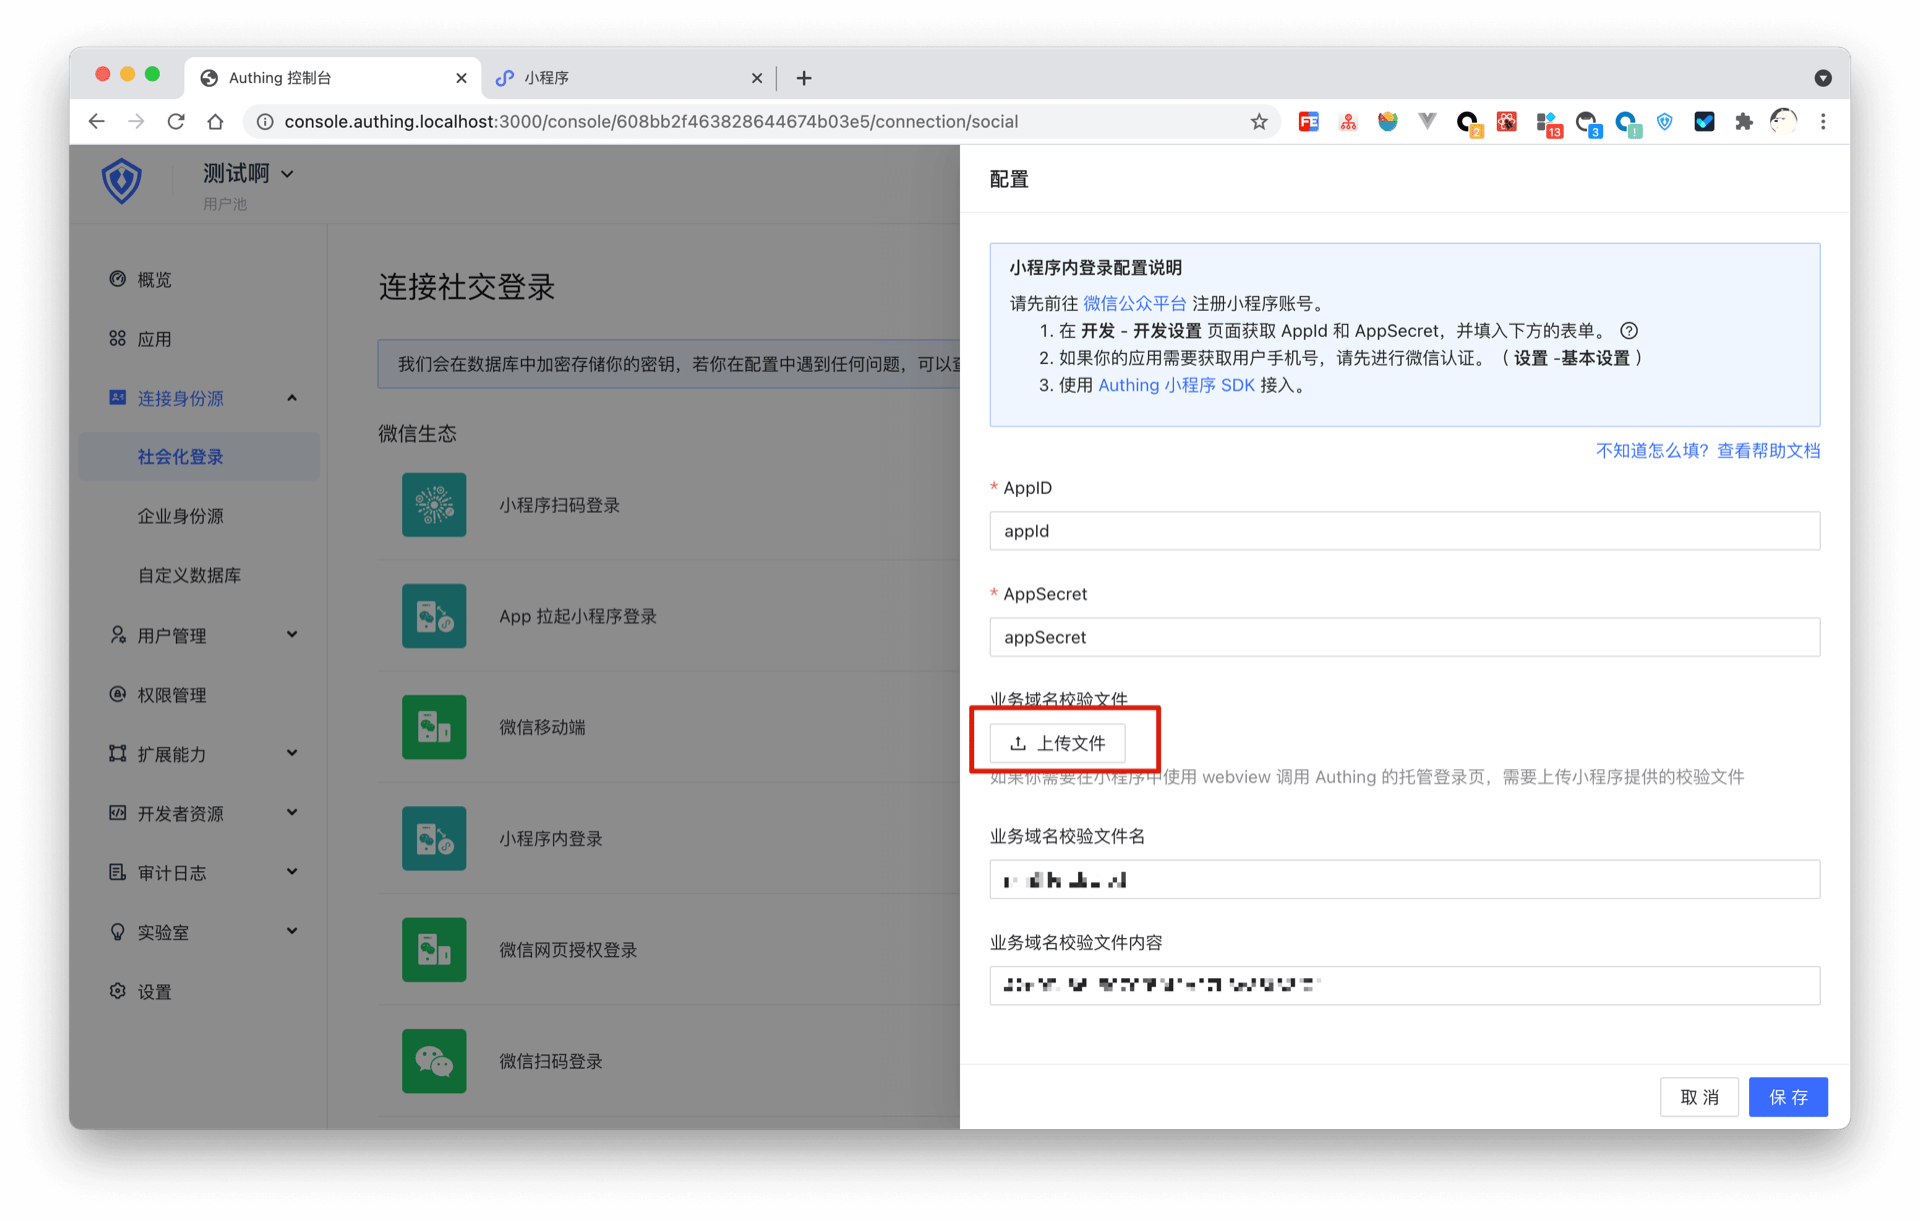 Authing 控制台
小程序
console.authing.localhost:3000/console/608bb2f463828644674b03e5/connection/social
FE
2
13
3
!
测试啊
用户池
概览
应用
连接身份源
社会化登录
企业身份源
自定义数据库
用户管理
权限管理
扩展能力
开发者资源
审计日志
实验室
设置
连接社交登录
我们会在数据库中加密存储你的密钥，若你在配置中遇到任何问题，可以查
微信生态
小程序扫码登录
App 拉起小程序登录
微信移动端
小程序内登录
微信网页授权登录
微信扫码登录
配置
小程序内登录配置说明
请先前往 微信公众平台 注册小程序账号。
1. 在 开发 - 开发设置 页面获取 AppId 和 AppSecret，并填入下方的表单。
2. 如果你的应用需要获取用户手机号，请先进行微信认证。（ 设置 -基本设置 ）
3. 使用 Authing 小程序 SDK 接入。
不知道怎么填？查看帮助文档
* AppID
appId
* AppSecret
appSecret
业务域名校验文件
上传文件
如果你需要在小程序中使用 webview 调用 Authing 的托管登录页，需要上传小程序提供的校验文件
业务域名校验文件名
业务域名校验文件内容
取 消
保 存